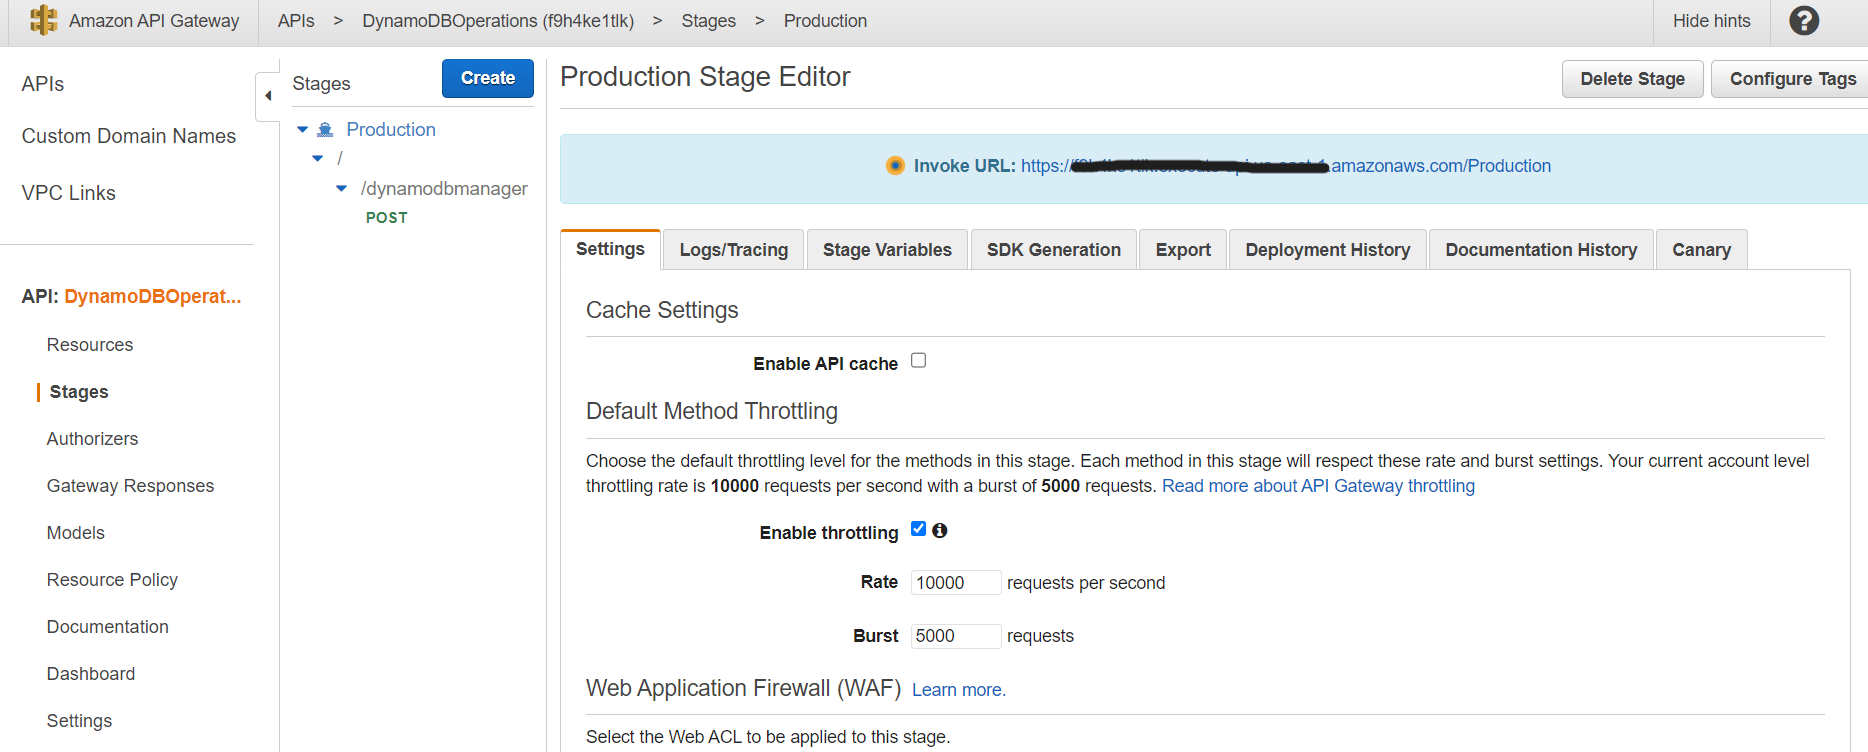 Amazon API Gateway APIs > DynamoDBOperations (f9h4ke1tlk) > Stages > Production Hide hints ?
APIs
Custom Domain Names
VPC Links
API: DynamoDBOperat...
Resources
Stages
Authorizers
Gateway Responses
Models
Resource Policy
Documentation
Dashboard
Settings
Stages Create
Production
/
/dynamodbmanager
POST
Production Stage Editor Delete Stage Configure Tags
Invoke URL: https:// .amazonaws.com/Production
Settings Logs/Tracing Stage Variables SDK Generation Export Deployment History Documentation History Canary
Cache Settings
Enable API cache
Default Method Throttling
Choose the default throttling level for the methods in this stage. Each method in this stage will respect these rate and burst settings. Your current account level
throttling rate is 10000 requests per second with a burst of 5000 requests. Read more about API Gateway throttling
Enable throttling
Rate 10000 requests per second
Burst 5000 requests
Web Application Firewall (WAF) Learn more.
Select the Web ACL to be applied to this stage.